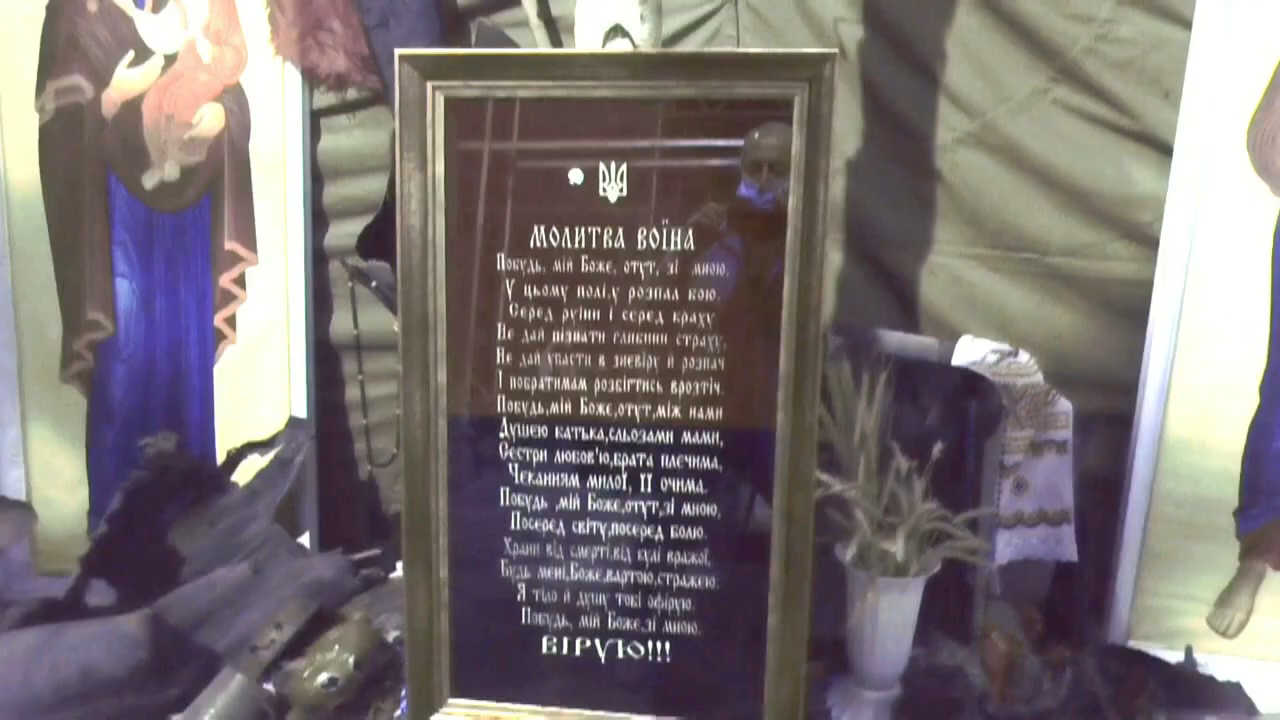 МОЛИТВА ВОЇНА
Побудь, мій Боже, отут, зі мною.
У цьому полі,у розпал бою.
Серед руїн і серед краху
Не дай пізнати глибини страху,
Не дай упасти в зневіру й розпач
І побратимам розбігтись врозтіч.
Побудь,мій Боже,отут,між нами
Душею батька,сльозами мами,
Сестри любов'ю,брата плечима,
Чеканням милої, її очима.
Побудь ,мій Боже,отут,зі мною,
Посеред світу,посеред болю.
Храни від смерті,від кулі вражої,
Будь мені,Боже,вартою,стражею.
Я тіло й душу тобі офірую.
Побудь, мій Боже,зі мною.
ВІРУЮ!!!